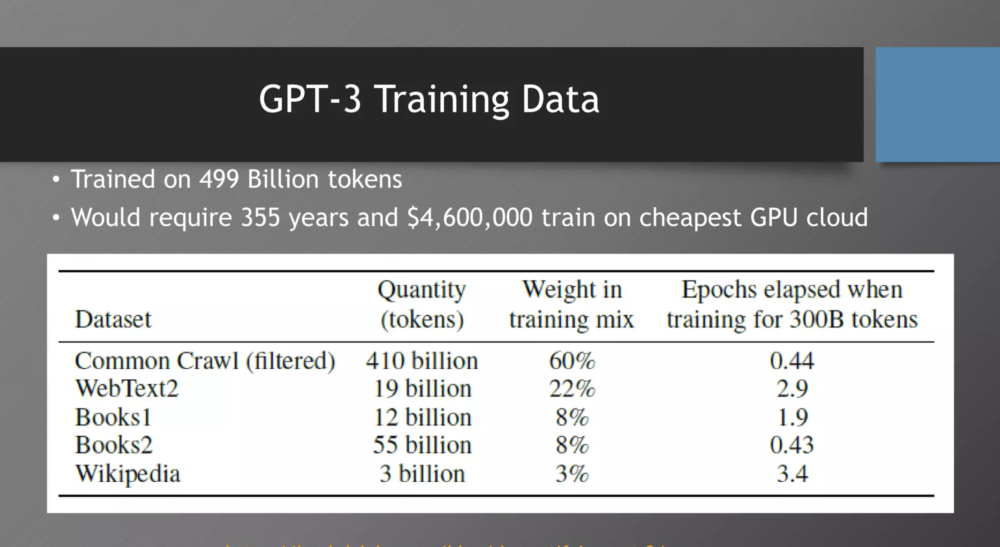 GPT-3 Training Data
• Trained on 499 Billion tokens
• Would require 355 years and $4,600,000 train on cheapest GPU cloud
Quantity Weight in Epochs elapsed when
Dataset (tokens) training mix training for 300B tokens
Common Crawl (filtered) 410 billion 60% 0.44
WebText2 19 billion 22% 2.9
Books1 12 billion 8% 1.9
Books2 55 billion 8% 0.43
Wikipedia 3 billion 3% 3.4